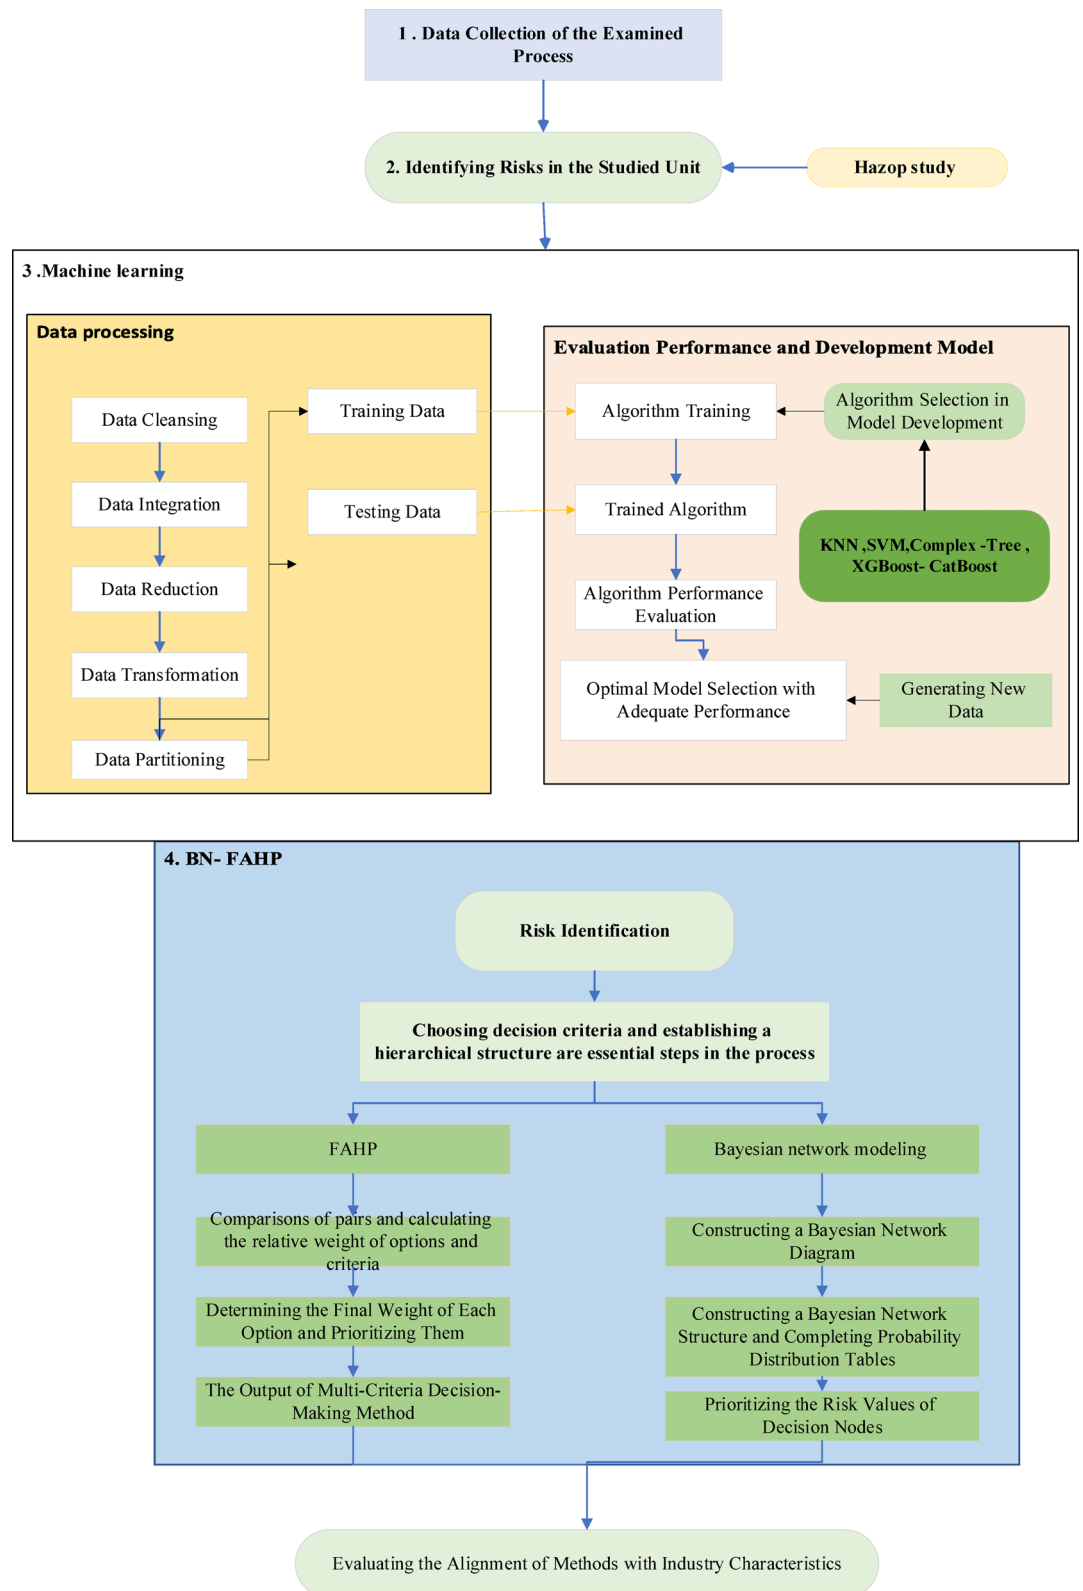 1 . Data Collection of the Examined
Process
2. Identifying Risks in the Studied Unit
Hazop study
3 .Machine learning
Data processing
Data Cleansing
Data Integration
Data Reduction
Data Transformation
Data Partitioning
Training Data
Testing Data
Evaluation Performance and Development Model
Algorithm Training
Trained Algorithm
Algorithm Performance
Evaluation
Optimal Model Selection with
Adequate Performance
Algorithm Selection in
Model Development
KNN ,SVM,Complex -Tree ,
XGBoost- CatBoost
Generating New
Data
4. BN- FAHP
Risk Identification
Choosing decision criteria and establishing a
hierarchical structure are essential steps in the process
FAHP
Comparisons of pairs and calculating
the relative weight of options and
criteria
Determining the Final Weight of Each
Option and Prioritizing Them
The Output of Multi-Criteria Decision-
Making Method
Bayesian network modeling
Constructing a Bayesian Network
Diagram
Constructing a Bayesian Network
Structure and Completing Probability
Distribution Tables
Prioritizing the Risk Values of
Decision Nodes
Evaluating the Alignment of Methods with Industry Characteristics